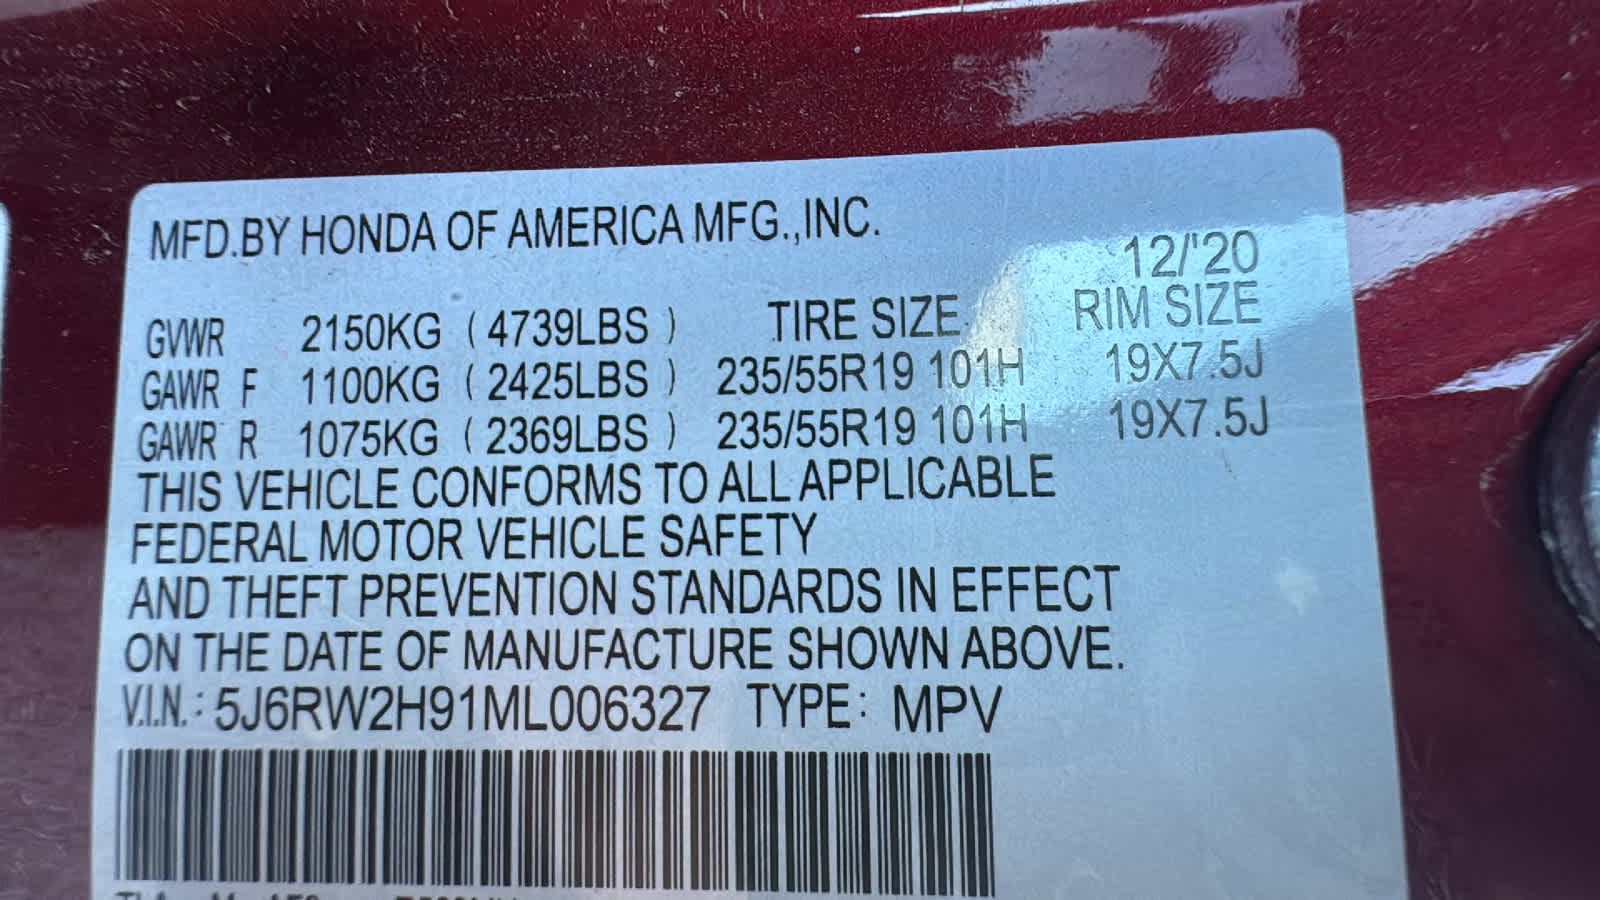 MFD.BY HONDA OF AMERICA MFG.,INC.
12/'20
GVWR 2150KG ( 4739LBS ) TIRE SIZE RIM SIZE
GAWR F 1100KG ( 2425LBS ) 235/55R19 101H 19X7.5J
GAWR R 1075KG ( 2369LBS ) 235/55R19 101H 19X7.5J
THIS VEHICLE CONFORMS TO ALL APPLICABLE
FEDERAL MOTOR VEHICLE SAFETY
AND THEFT PREVENTION STANDARDS IN EFFECT
ON THE DATE OF MANUFACTURE SHOWN ABOVE.
V.I.N.: 5J6RW2H91ML006327 TYPE: MPV